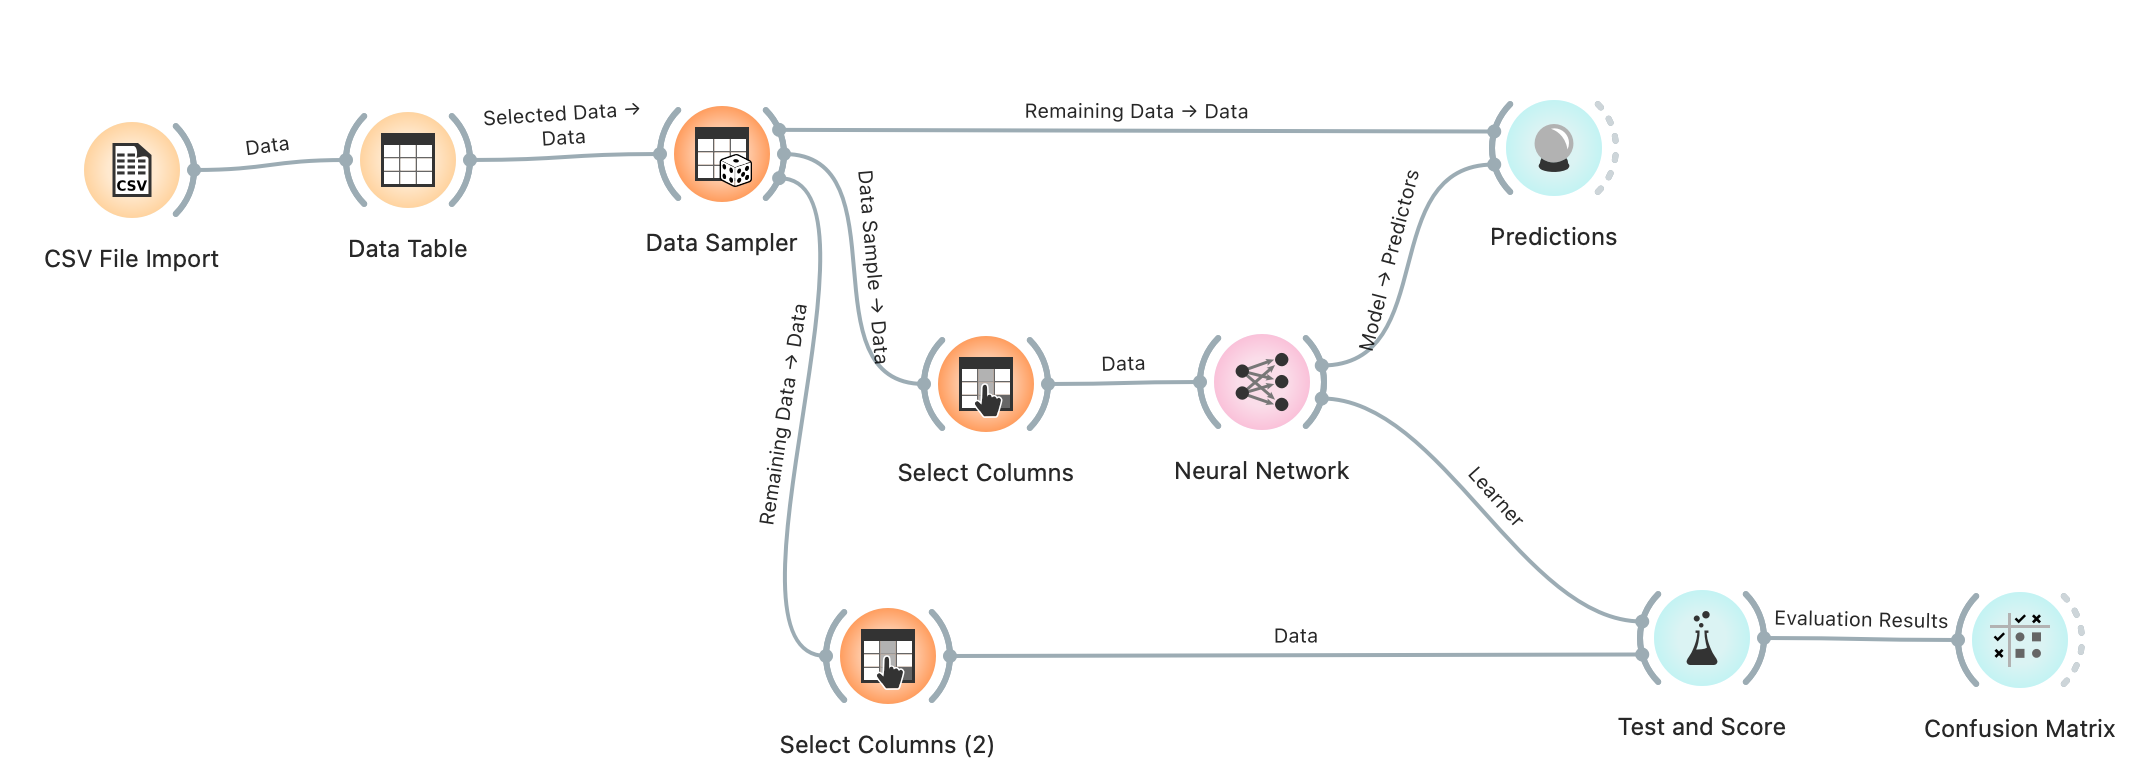 Data
Selected Data → 
Data
Remaining Data → Data
CSV
CSV File Import
Data Table
Data Sampler
Predictions
Data Sample → Data
Model → Predictors
Remaining Data → Data
Data
Select Columns
Neural Network
Learner
Data
Evaluation Results
Select Columns (2)
Test and Score
Confusion Matrix